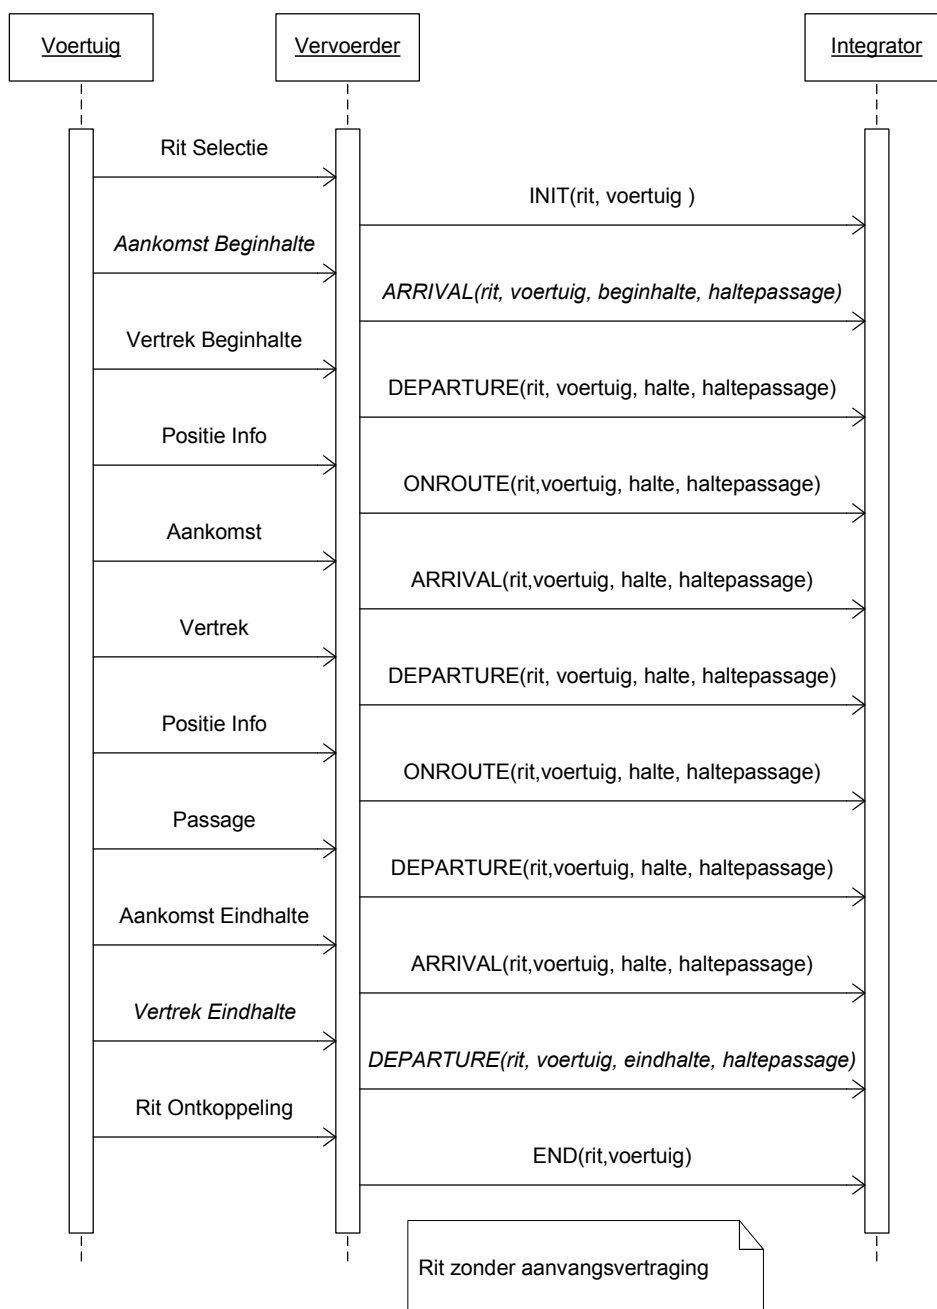 Voertuig
Vervoerder
Integrator
Rit Selectie
INIT(rit, voertuig )
Aankomst Beginhalte
ARRIVAL(rit, voertuig, beginhalte, haltepassage)
Vertrek Beginhalte
DEPARTURE(rit, voertuig, halte, haltepassage)
Positie Info
ONROUTE(rit,voertuig, halte, haltepassage)
Aankomst
ARRIVAL(rit,voertuig, halte, haltepassage)
Vertrek
DEPARTURE(rit, voertuig, halte, haltepassage)
Positie Info
ONROUTE(rit,voertuig, halte, haltepassage)
Passage
DEPARTURE(rit,voertuig, halte, haltepassage)
Aankomst Eindhalte
ARRIVAL(rit,voertuig, halte, haltepassage)
Vertrek Eindhalte
DEPARTURE(rit, voertuig, eindhalte, haltepassage)
Rit Ontkoppeling
END(rit,voertuig)
Rit zonder aanvangsvertraging